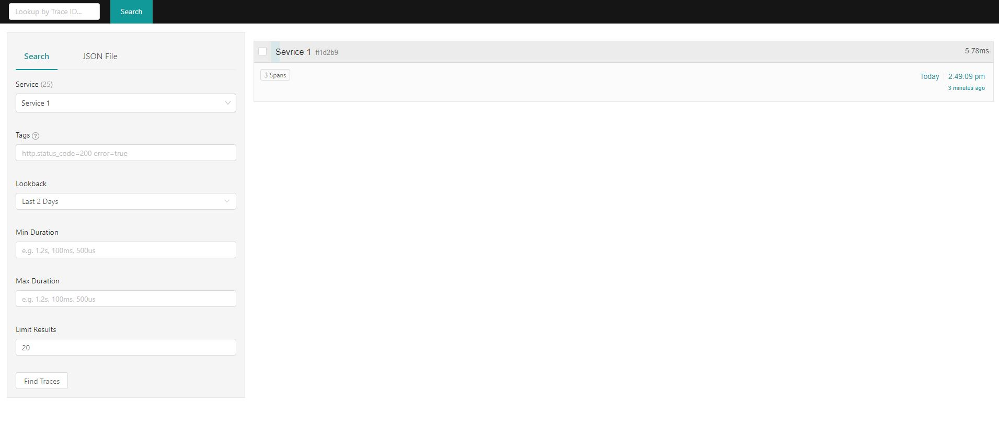 Lookup by Trace ID... Search
Search JSON File
Service (25)
Service 1
Tags ?
http.status_code=200 error=true
Lookback
Last 2 Days
Min Duration
e.g. 1.2s, 100ms, 500us
Max Duration
e.g. 1.2s, 100ms, 500us
Limit Results
20
Find Traces
Sevrice 1 ff1d2b9 5.78ms
3 Spans Today 2:49:09 pm
3 minutes ago